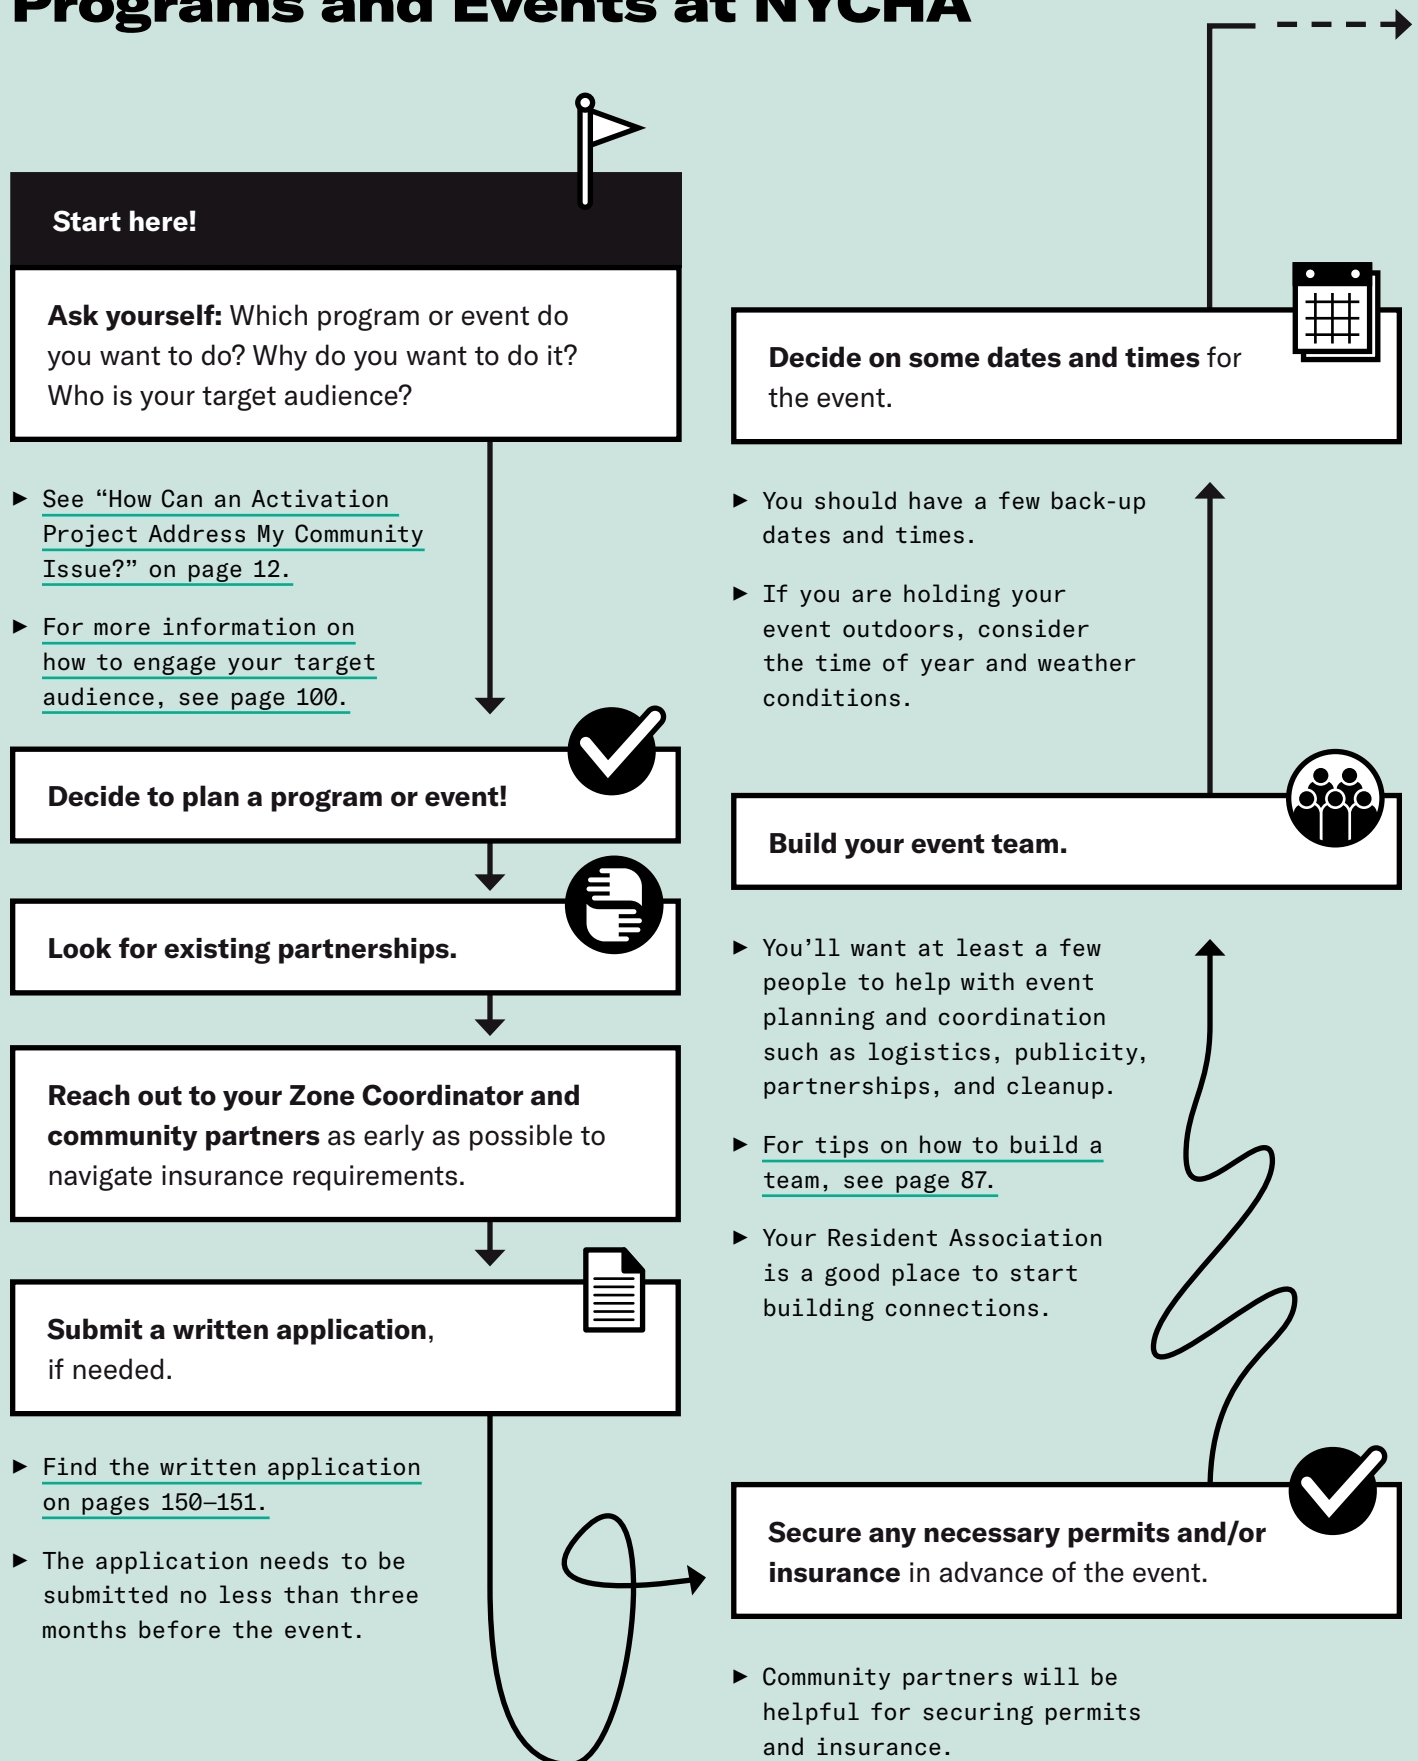 Programs and Events at NYCHA
Start here!
Ask yourself: Which program or event do
you want to do? Why do you want to do it?
Who is your target audience?
► See “How Can an Activation
Project Address My Community
Issue?” on page 12.
► For more information on
how to engage your target
audience, see page 100.
Decide to plan a program or event!
Look for existing partnerships.
Reach out to your Zone Coordinator and
community partners as early as possible to
navigate insurance requirements.
Submit a written application,
if needed.
► Find the written application
on pages 150–151.
► The application needs to be
submitted no less than three
months before the event.
Secure any necessary permits and/or
insurance in advance of the event.
► Community partners will be
helpful for securing permits
and insurance.
Build your event team.
► You’ll want at least a few
people to help with event
planning and coordination
such as logistics, publicity,
partnerships, and cleanup.
► For tips on how to build a
team, see page 87.
► Your Resident Association
is a good place to start
building connections.
Decide on some dates and times for
the event.
► You should have a few back-up
dates and times.
► If you are holding your
event outdoors, consider
the time of year and weather
conditions.